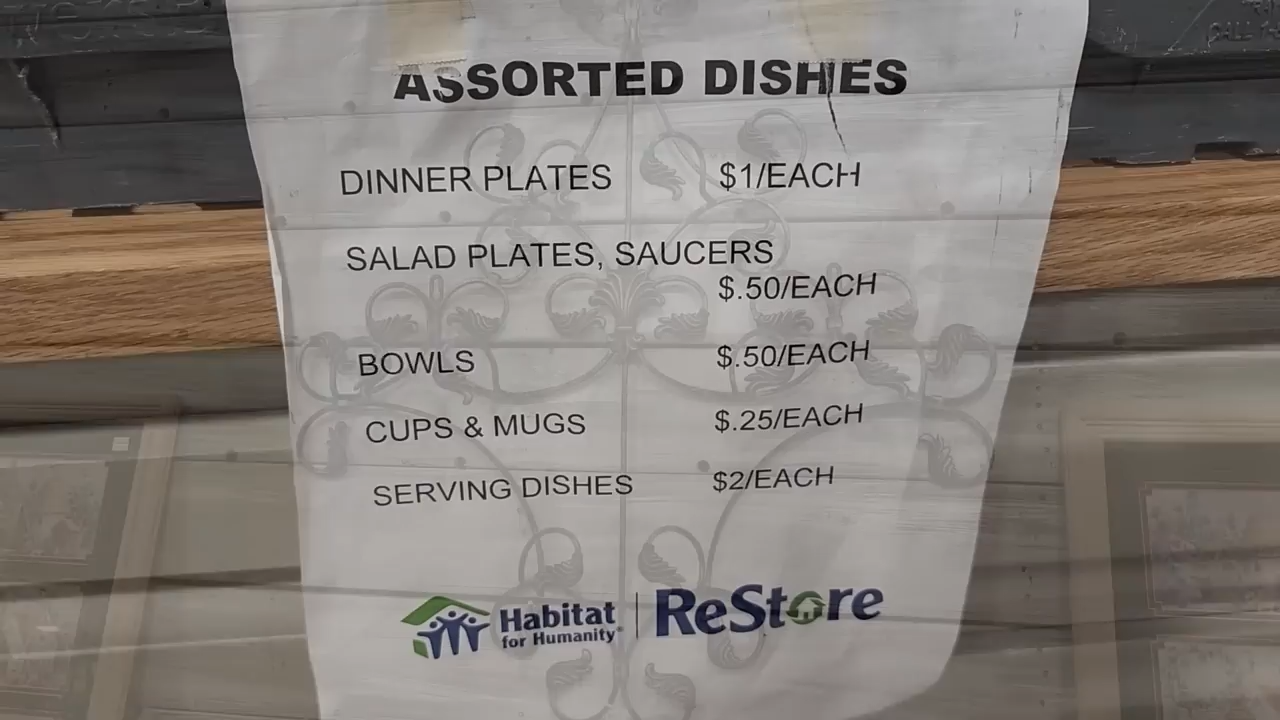 ASSORTED DISHES
DINNER PLATES $1/EACH
SALAD PLATES, SAUCERS
$.50/EACH
BOWLS $.50/EACH
CUPS & MUGS $.25/EACH
SERVING DISHES $2/EACH
Habitat for Humanity® | ReStore